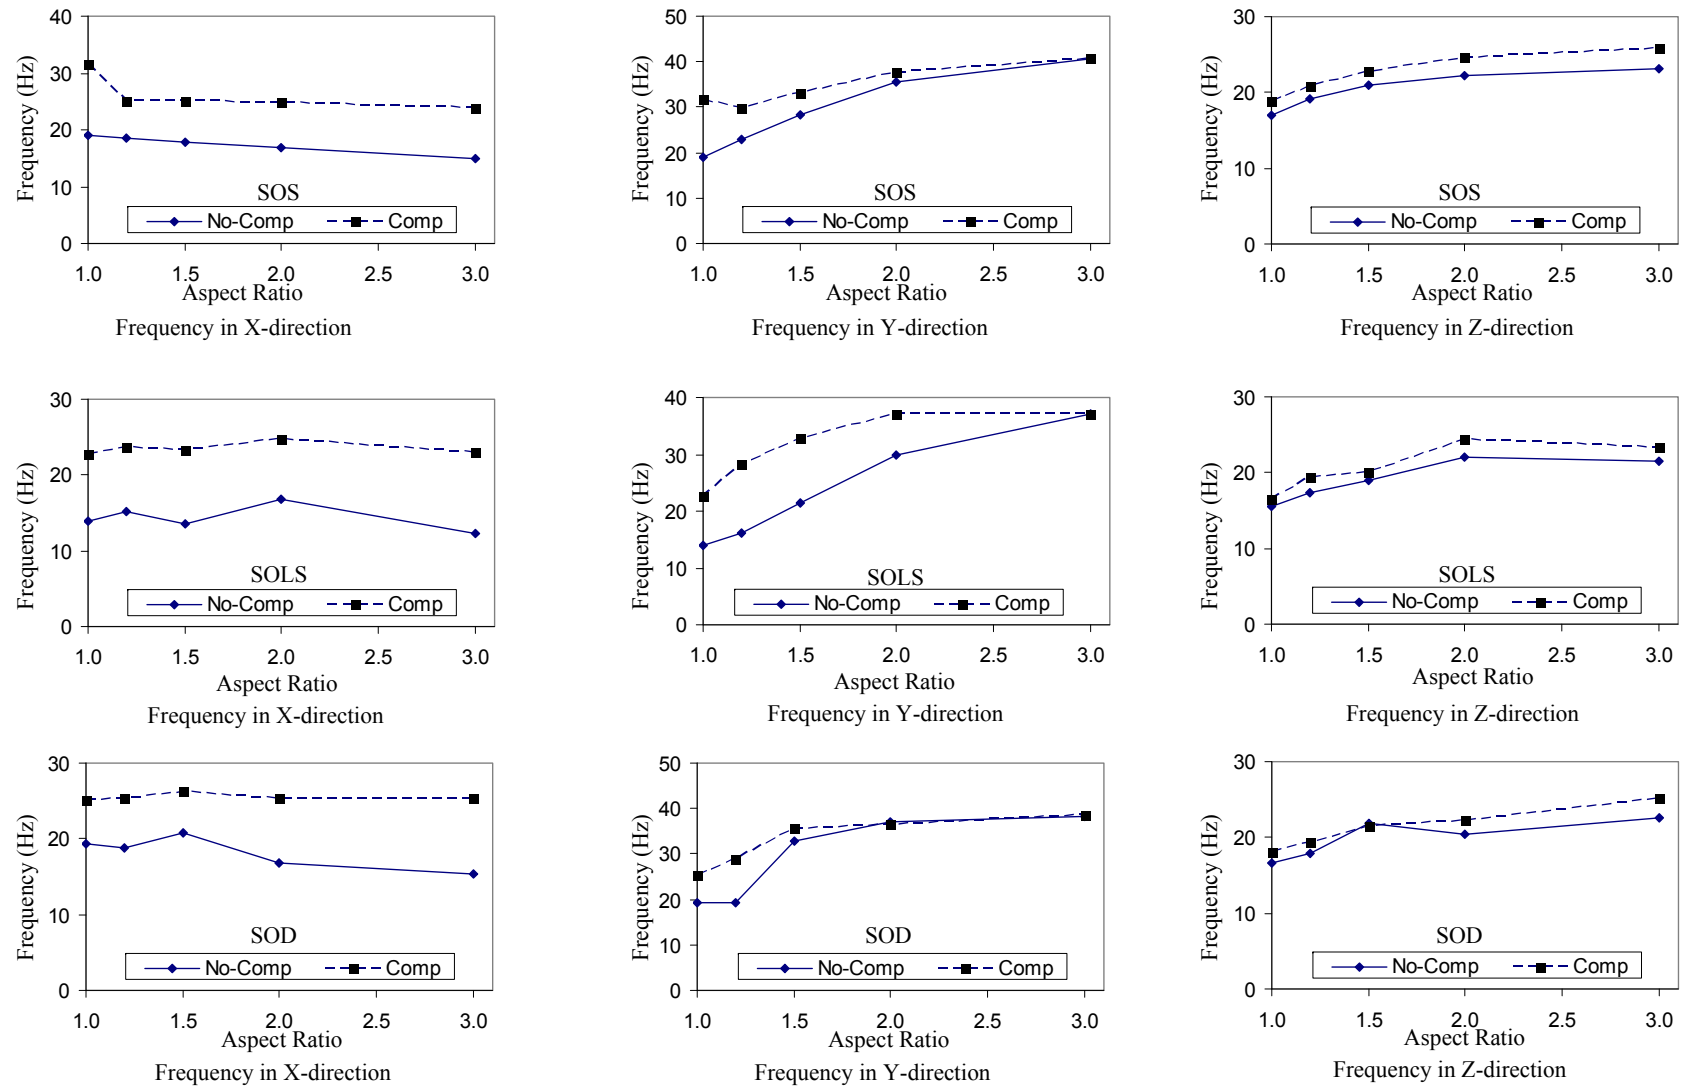 40
30
20
10
0
Frequency (Hz)
SOS
No-Comp Comp
1.0 1.5 2.0 2.5 3.0
Aspect Ratio
Frequency in X-direction
50
40
30
20
10
0
Frequency (Hz)
SOS
No-Comp Comp
1.0 1.5 2.0 2.5 3.0
Aspect Ratio
Frequency in Y-direction
30
20
10
0
Frequency (Hz)
SOS
No-Comp Comp
1.0 1.5 2.0 2.5 3.0
Aspect Ratio
Frequency in Z-direction
30
20
10
0
Frequency (Hz)
SOLS
No-Comp Comp
1.0 1.5 2.0 2.5 3.0
Aspect Ratio
Frequency in X-direction
40
30
20
10
0
Frequency (Hz)
SOLS
No-Comp Comp
1.0 1.5 2.0 2.5 3.0
Aspect Ratio
Frequency in Y-direction
30
20
10
0
Frequency (Hz)
SOLS
No-Comp Comp
1.0 1.5 2.0 2.5 3.0
Aspect Ratio
Frequency in Z-direction
30
20
10
0
Frequency (Hz)
SOD
No-Comp Comp
1.0 1.5 2.0 2.5 3.0
Aspect Ratio
Frequency in X-direction
50
40
30
20
10
0
Frequency (Hz)
SOD
No-Comp Comp
1.0 1.5 2.0 2.5 3.0
Aspect Ratio
Frequency in Y-direction
30
20
10
0
Frequency (Hz)
SOD
No-Comp Comp
1.0 1.5 2.0 2.5 3.0
Aspect Ratio
Frequency in Z-direction